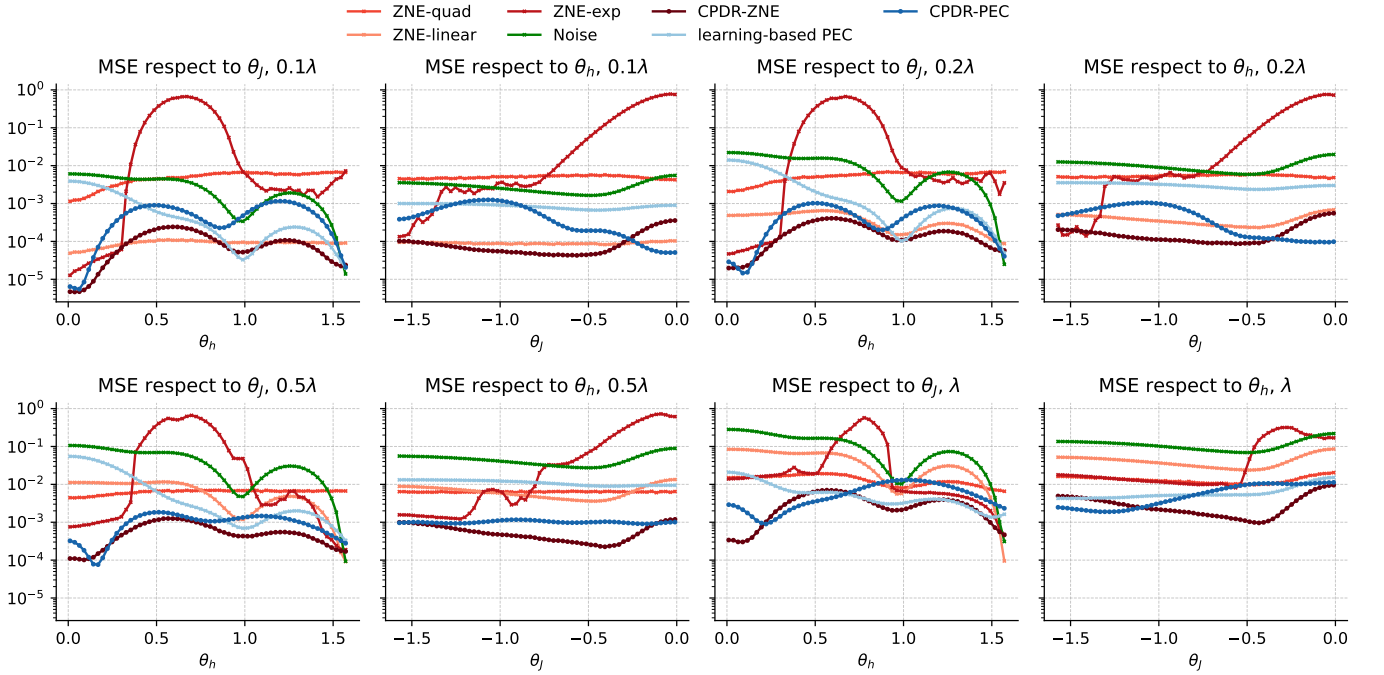 ZNE-quad ZNE-exp CPDR-ZNE CPDR-PEC
ZNE-linear Noise learning-based PEC
MSE respect to θ_J, 0.1λ MSE respect to θ_h, 0.1λ MSE respect to θ_J, 0.2λ MSE respect to θ_h, 0.2λ
10⁰
10⁻¹
10⁻²
10⁻³
10⁻⁴
10⁻⁵
0.0 0.5 1.0 1.5 −1.5 −1.0 −0.5 0.0 0.0 0.5 1.0 1.5 −1.5 −1.0 −0.5 0.0
θ_h θ_J θ_h θ_J
MSE respect to θ_J, 0.5λ MSE respect to θ_h, 0.5λ MSE respect to θ_J, λ MSE respect to θ_h, λ
10⁰
10⁻¹
10⁻²
10⁻³
10⁻⁴
10⁻⁵
0.0 0.5 1.0 1.5 −1.5 −1.0 −0.5 0.0 0.0 0.5 1.0 1.5 −1.5 −1.0 −0.5 0.0
θ_h θ_J θ_h θ_J